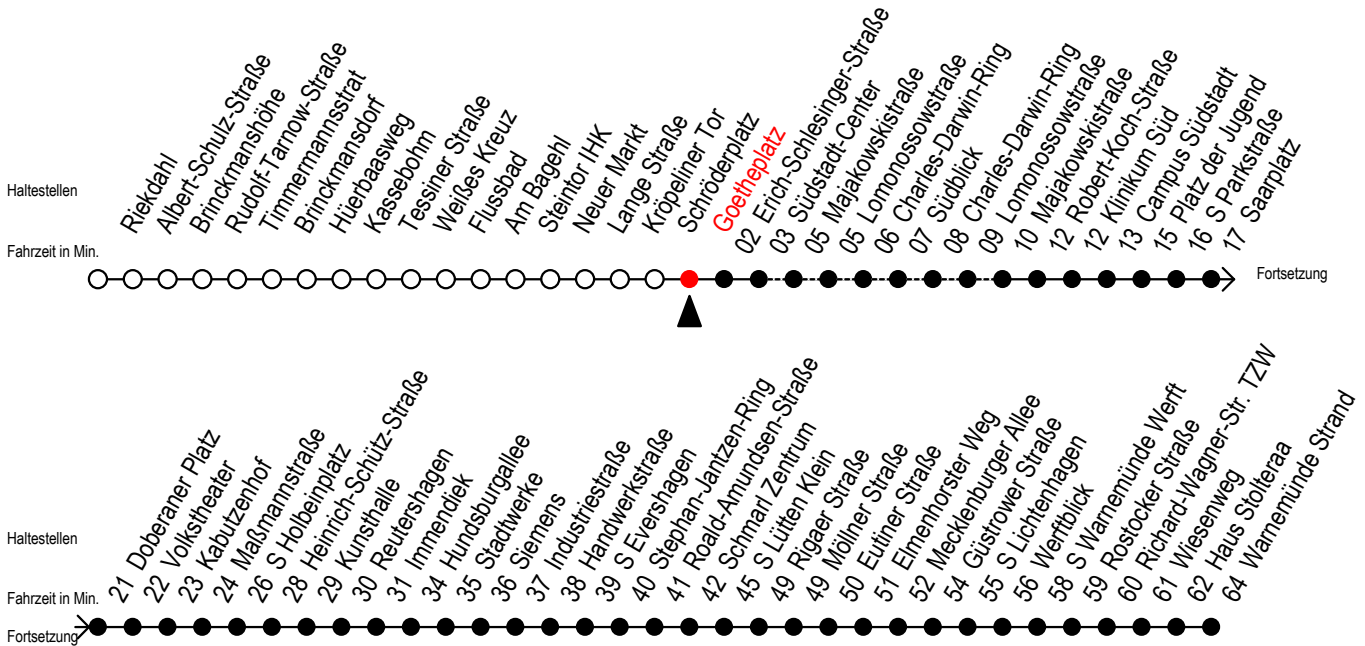 Haltestellen
Riekdahl
Albert-Schulz-Straße
Brinckmanshöhe
Rudolf-Tarnow-Straße
Timmermannsstrat
Brinckmansdorf
Hüerbaasweg
Kassebohm
Tessiner Straße
Weißes Kreuz
Flussbad
Am Bagehl
Steintor IHK
Neuer Markt
Lange Straße
Kröpeliner Tor
Schröderplatz
Goetheplatz
02 Erich-Schlesinger-Straße
03 Südstadt-Center
05 Majakowskistraße
05 Lomonossowstraße
06 Charles-Darwin-Ring
07 Südblick
08 Charles-Darwin-Ring
09 Lomonossowstraße
10 Majakowskistraße
12 Robert-Koch-Straße
12 Klinikum Süd
13 Campus Südstadt
15 Platz der Jugend
16 S Parkstraße
17 Saarplatz
Fahrzeit in Min.
Fortsetzung
Haltestellen
21 Doberaner Platz
22 Volkstheater
23 Kabutzenhof
24 Maßmannstraße
26 S Holbeinplatz
28 Heinrich-Schütz-Straße
29 Kunsthalle
30 Reutershagen
31 Immendiek
34 Hundsburgallee
35 Stadtwerke
36 Siemens
37 Industriestraße
38 Handwerkstraße
39 S Evershagen
40 Stephan-Jantzen-Ring
41 Roald-Amundsen-Straße
42 Schmarl Zentrum
45 S Lütten Klein
49 Rigaer Straße
49 Möllner Straße
50 Eutiner Straße
51 Elmenhorster Weg
52 Mecklenburger Allee
54 Güstrower Straße
55 S Lichtenhagen
56 Werftblick
58 S Warnemünde Werft
59 Rostocker Straße
60 Richard-Wagner-Str. TZW
61 Wiesenweg
62 Haus Stolteraa
64 Warnemünde Strand
Fahrzeit in Min.
Fortsetzung